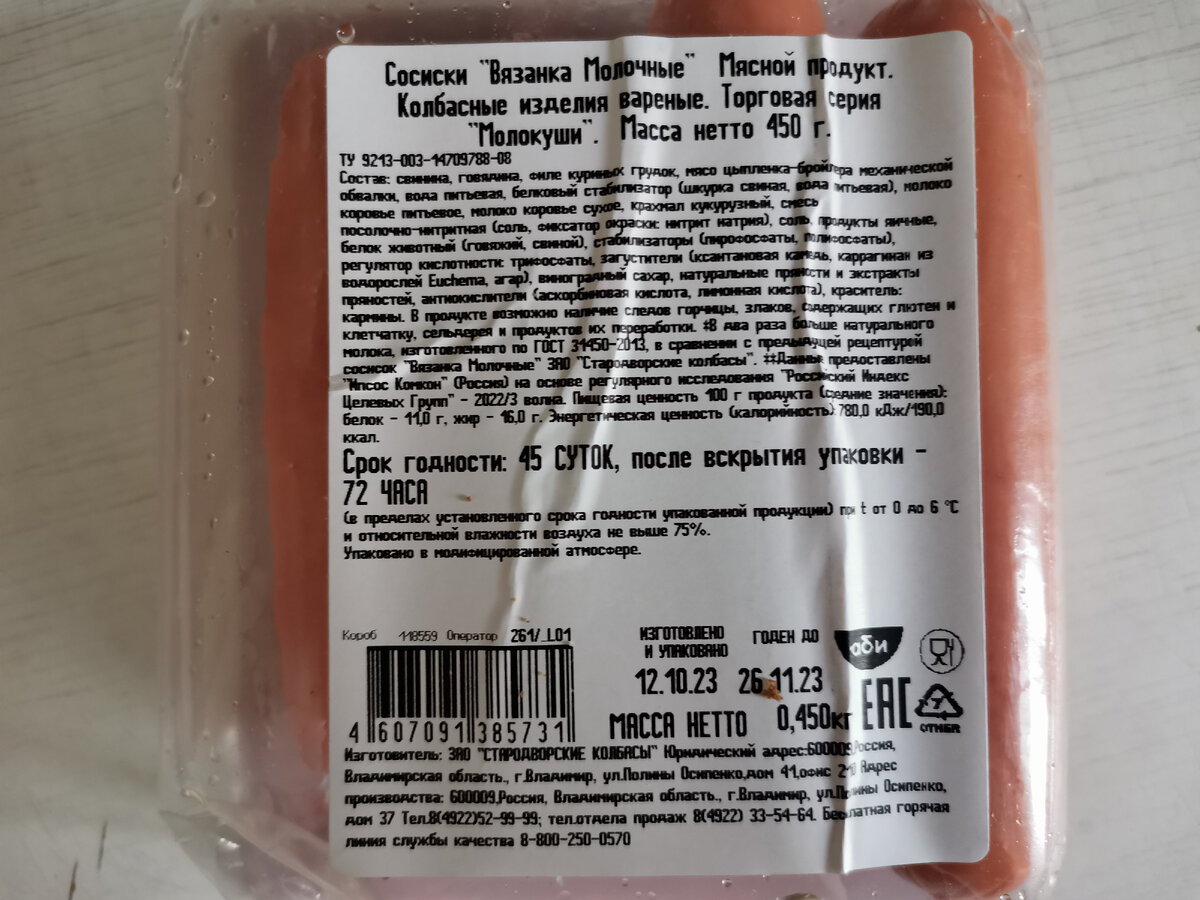 Сосиски "Вязанка Молочные" Мясной продукт.
Колбасные изделия вареные. Торговая серия
"Молокуши". Масса нетто 450 г.
ТУ 9213-003-14709788-08
Состав: свинина, говядина, филе куриных грудок, мясо цыпленка-бройлера механической
обвалки, вода питьевая, белковый стабилизатор (шкурка свиная, вода питьевая), молоко
коровье питьевое, молоко коровье сухое, крахмал кукурузный, смесь
посолочно-нитритная (соль, фиксатор окраски: нитрит натрия), соль, продукты яичные,
белок животный (говяжий, свиной), стабилизаторы (пирофосфаты, полифосфаты),
регулятор кислотности: трифосфаты, загустители (ксантановая камедь, каррагинан из
водорослей Euchema, агар), виноградный сахар, натуральные пряности и экстракты
пряностей, антиокислители (аскорбиновая кислота, лимонная кислота), краситель:
кармины. В продукте возможно наличие следов горчицы, злаков, содержащих глютен и
клетчатку, сельдерея и продуктов их переработки. ‡В два раза больше натурального
молока, изготовленного по ГОСТ 31450-2013, в сравнении с предыдущей рецептурой
сосисок "Вязанка Молочные" ЗАО "Стародворские колбасы". ‡‡Данные предоставлены
"Ипсос Комкон" (Россия) на основе регулярного исследования "Российский Индекс
Целевых Групп" - 2022/3 волна. Пищевая ценность 100 г продукта (средние значения):
белок - 11,0 г, жир - 16,0 г. Энергетическая ценность (калорийность): 780,0 кДж/190,0
ккал.
Срок годности: 45 СУТОК, после вскрытия упаковки -
72 ЧАСА
(в пределах установленного срока годности упакованной продукции) при t от 0 до 6 °C
и относительной влажности воздуха не выше 75%.
Упаковано в модифицированной атмосфере.
Короб 118559 Оператор 261/_L01
ИЗГОТОВЛЕНО И УПАКОВАНО
ГОДЕН ДО
аби
12.10.23 26.11.23
МАССА НЕТТО 0,450кг
EAC
7
OTHER
4 607091 385731
Изготовитель: ЗАО "СТАРОДВОРСКИЕ КОЛБАСЫ" Юридический адрес:600009,Россия,
Владимирская область., г.Владимир, ул.Полины Осипенко,дом 41,офис Адрес
производства: 600009,Россия, Владимирская область., г.Владимир, ул.Полины Осипенко,
дом 37 Тел.8(4922)52-99-99; тел.отдела продаж 8(4922) 33-54-64. Бесплатная горячая
линия службы качества 8-800-250-0570